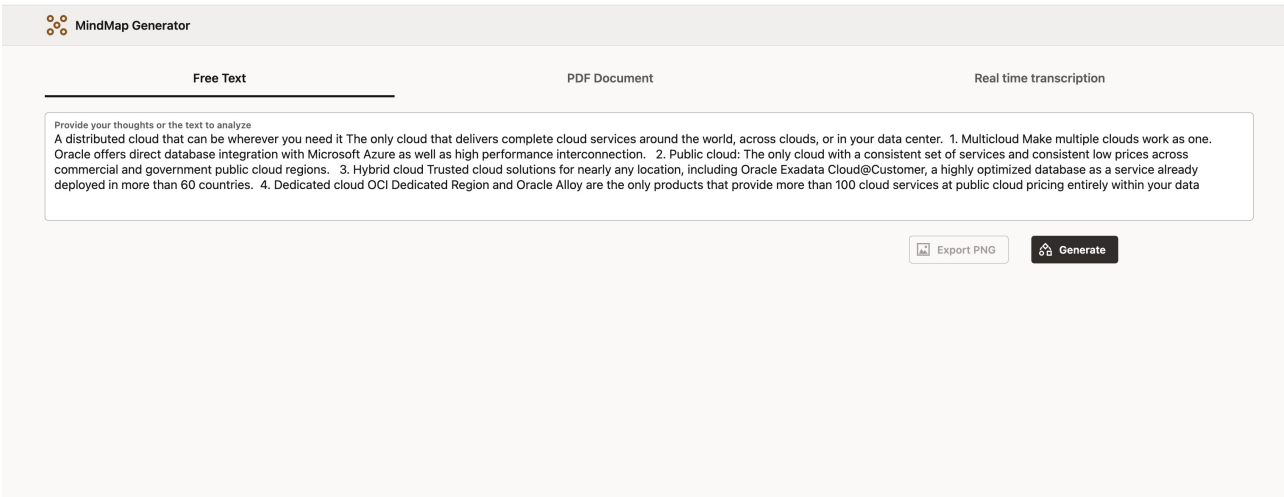 MindMap Generator
Free Text
PDF Document
Real time transcription
Provide your thoughts or the text to analyze
A distributed cloud that can be wherever you need it The only cloud that delivers complete cloud services around the world, across clouds, or in your data center.  1. Multicloud Make multiple clouds work as one.
Oracle offers direct database integration with Microsoft Azure as well as high performance interconnection.   2. Public cloud: The only cloud with a consistent set of services and consistent low prices across
commercial and government public cloud regions.   3. Hybrid cloud Trusted cloud solutions for nearly any location, including Oracle Exadata Cloud@Customer, a highly optimized database as a service already
deployed in more than 60 countries.  4. Dedicated cloud OCI Dedicated Region and Oracle Alloy are the only products that provide more than 100 cloud services at public cloud pricing entirely within your data
Export PNG
Generate